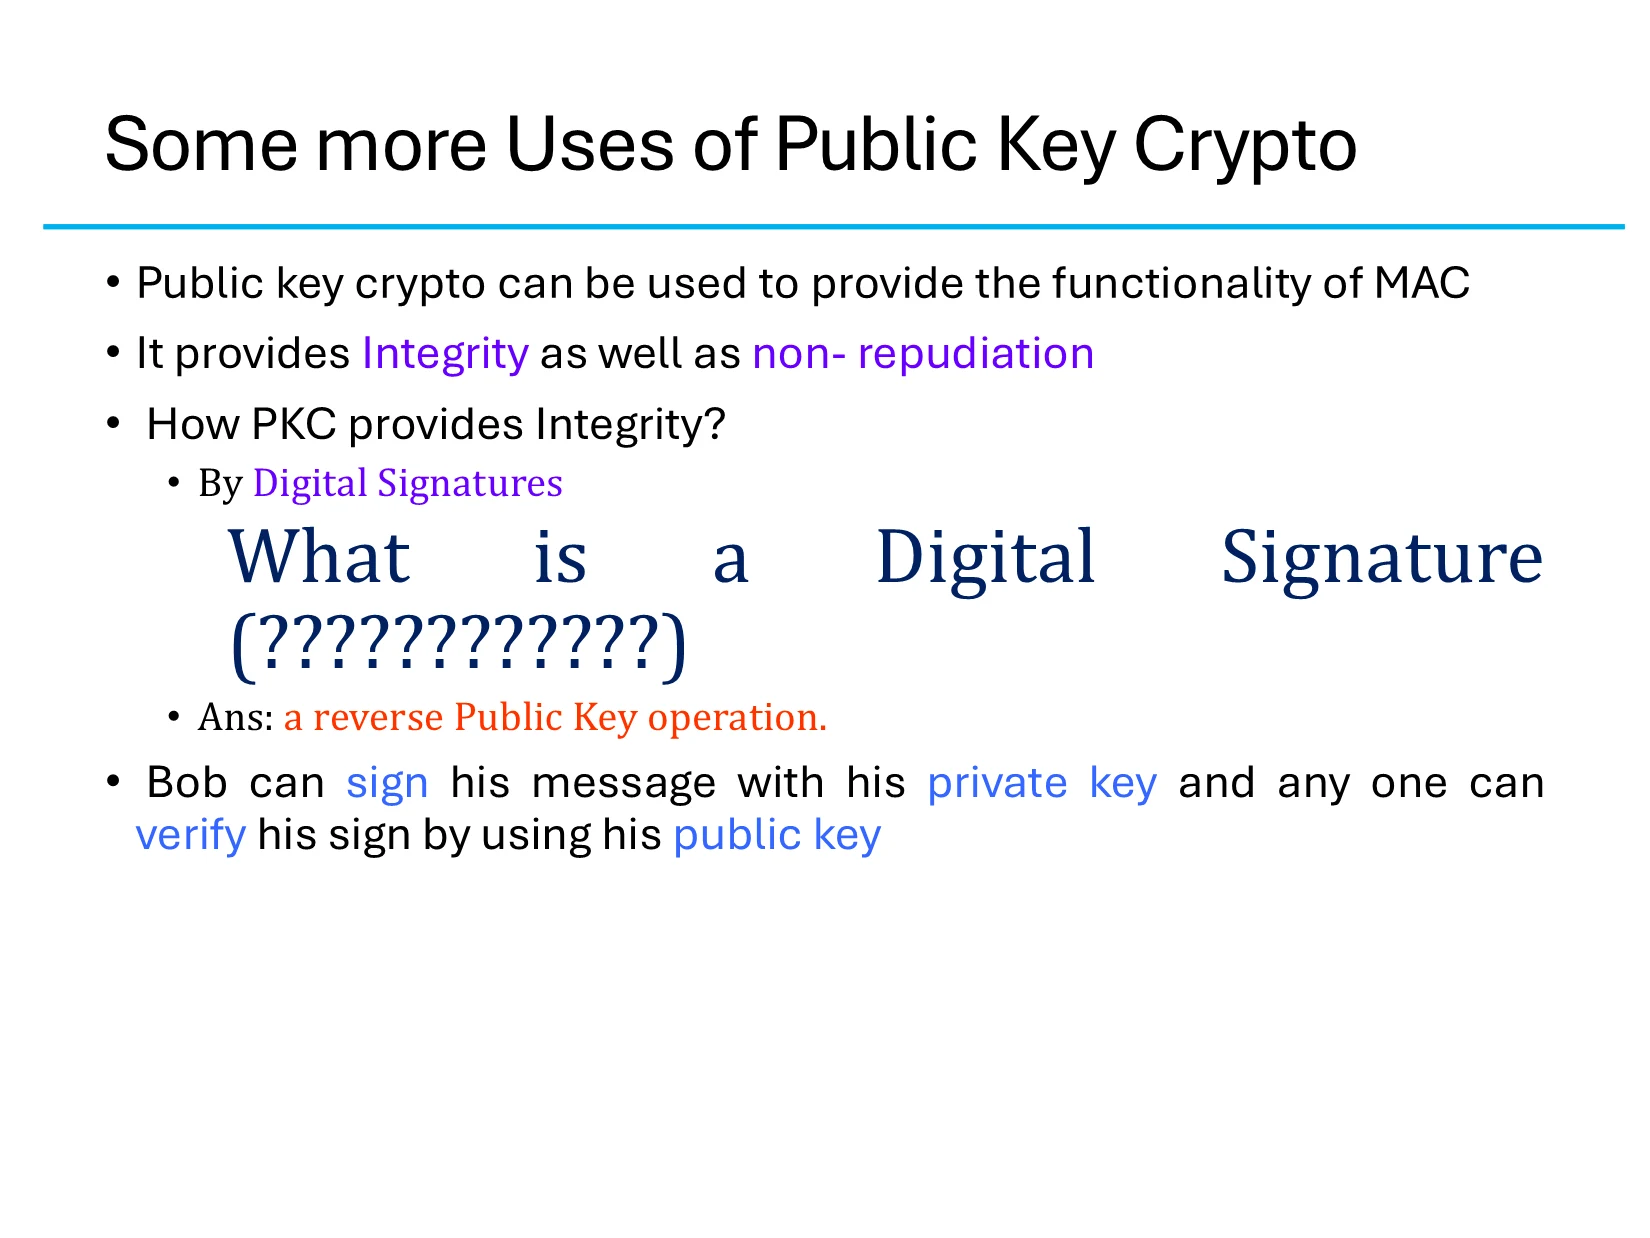 Some more Uses of Public Key Crypto
• Public key crypto can be used to provide the functionality of MAC
• It provides Integrity as well as non- repudiation
• How PKC provides Integrity?
• By Digital Signatures
What is a Digital Signature
(????????????)
• Ans: a reverse Public Key operation.
• Bob can sign his message with his private key and any one can
verify his sign by using his public key